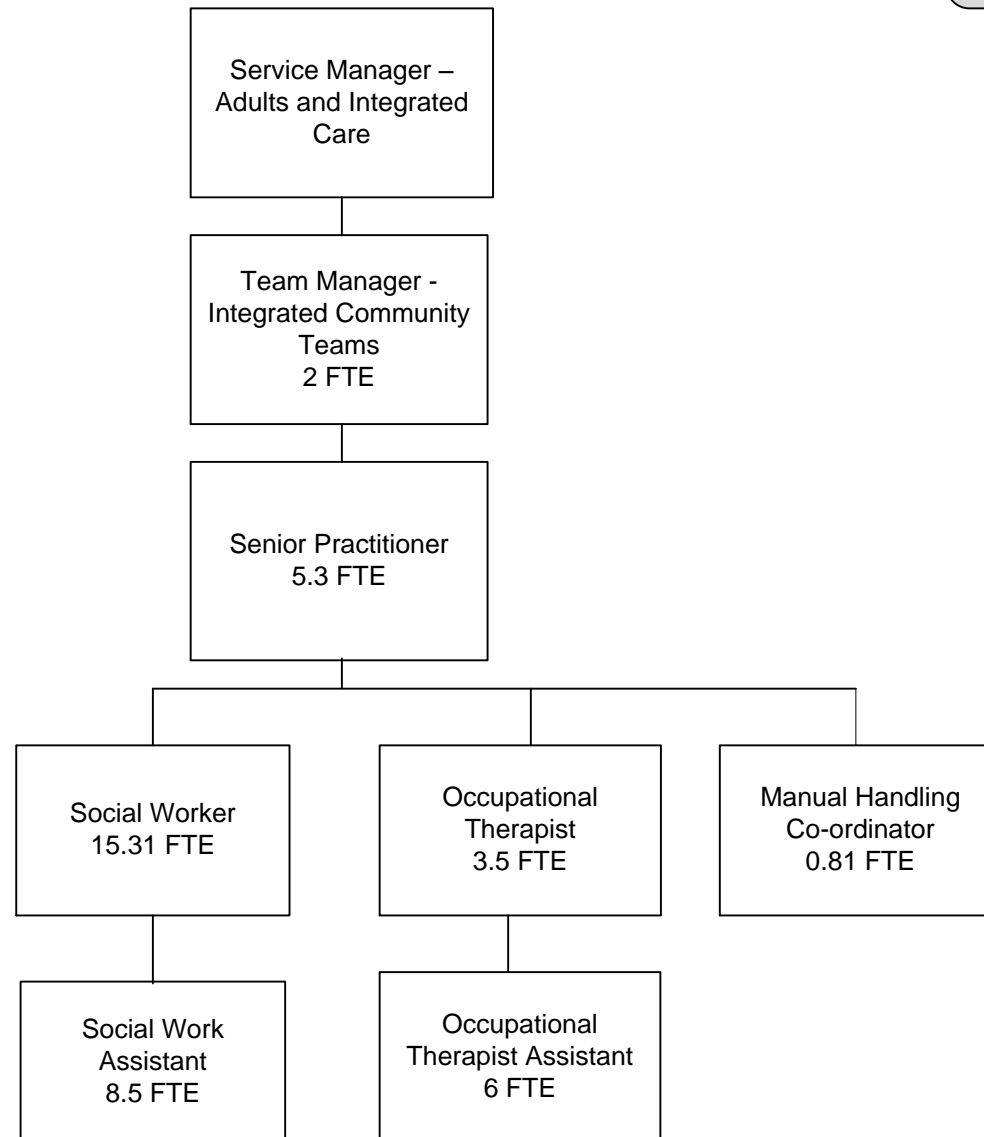 Service Manager –
Adults and Integrated
Care
Team Manager -
Integrated Community
Teams
2 FTE
Senior Practitioner
5.3 FTE
Social Worker
15.31 FTE
Occupational
Therapist
3.5 FTE
Manual Handling
Co-ordinator
0.81 FTE
Social Work
Assistant
8.5 FTE
Occupational
Therapist Assistant
6 FTE